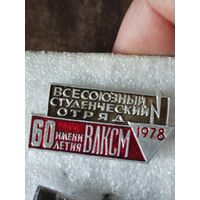 ВСЕСОЮЗНЫЙ
СТУДЕНЧЕСКИЙ
ОТРЯД
60 ИМЕНИ
ЛЕТИЯ ВЛКСМ 1978